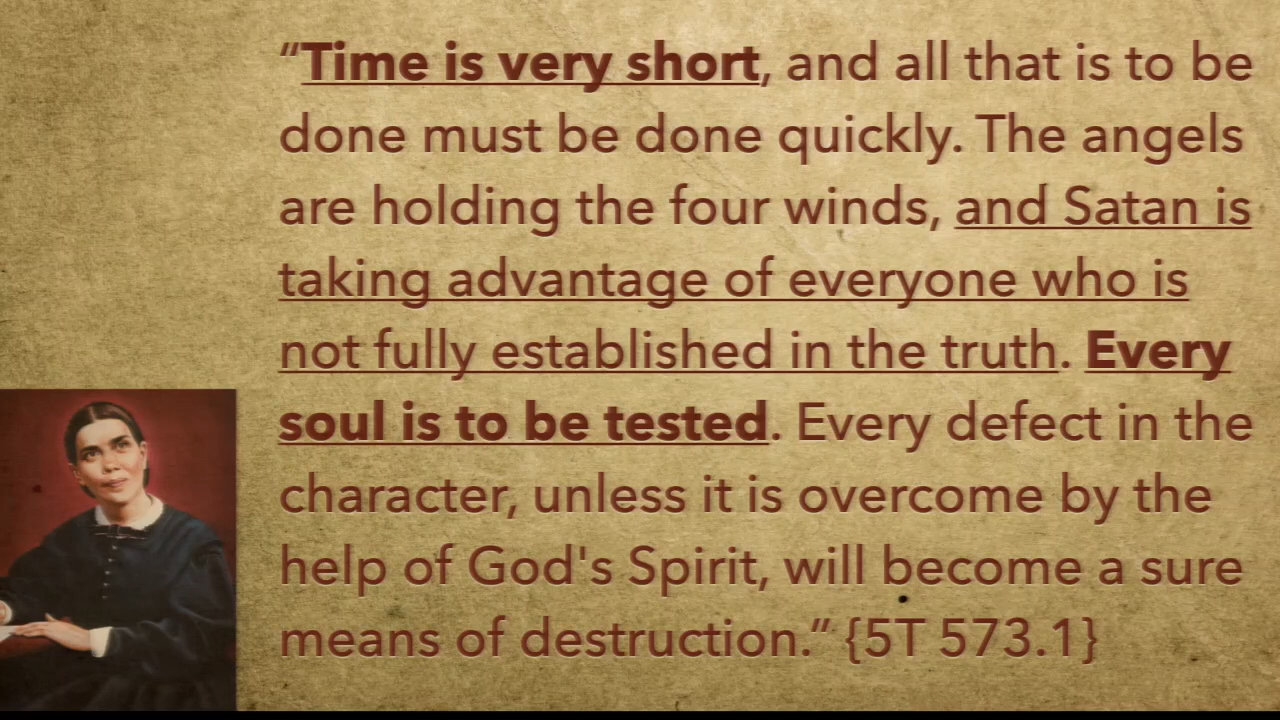 “Time is very short, and all that is to be
done must be done quickly. The angels
are holding the four winds, and Satan is
taking advantage of everyone who is
not fully established in the truth. Every
soul is to be tested. Every defect in the
character, unless it is overcome by the
help of God's Spirit, will become a sure
means of destruction.” {5T 573.1}